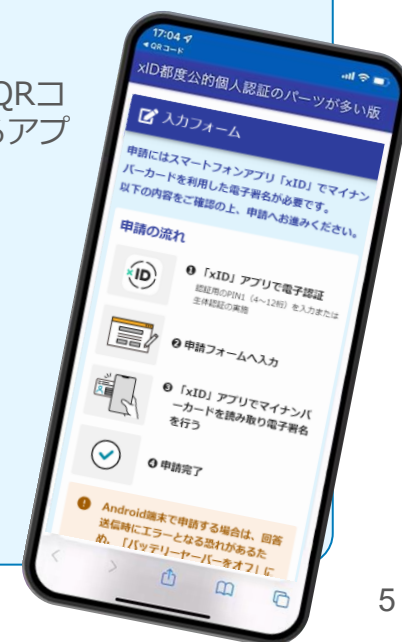 QRコ
るアプ
17:04
QRコード
xID都度公的個人認証のパーツが多い版
入力フォーム
申請にはスマートフォンアプリ「xID」でマイナン
バーカードを利用した電子署名が必要です。
以下の内容をご確認の上、申請へお進みください。
申請の流れ
xID
❶ 「xID」アプリで電子認証
認証用のPIN1（4～12桁）を入力または
生体認証の実施
❷ 申請フォームへ入力
❸ 「xID」アプリでマイナンバ
ーカードを読み取り電子署名
を行う
❹ 申請完了
Android端末で申請する場合は、回答
送信時にエラーとなる恐れがあるた
め、「バッテリーセーバーをオフ」に
5